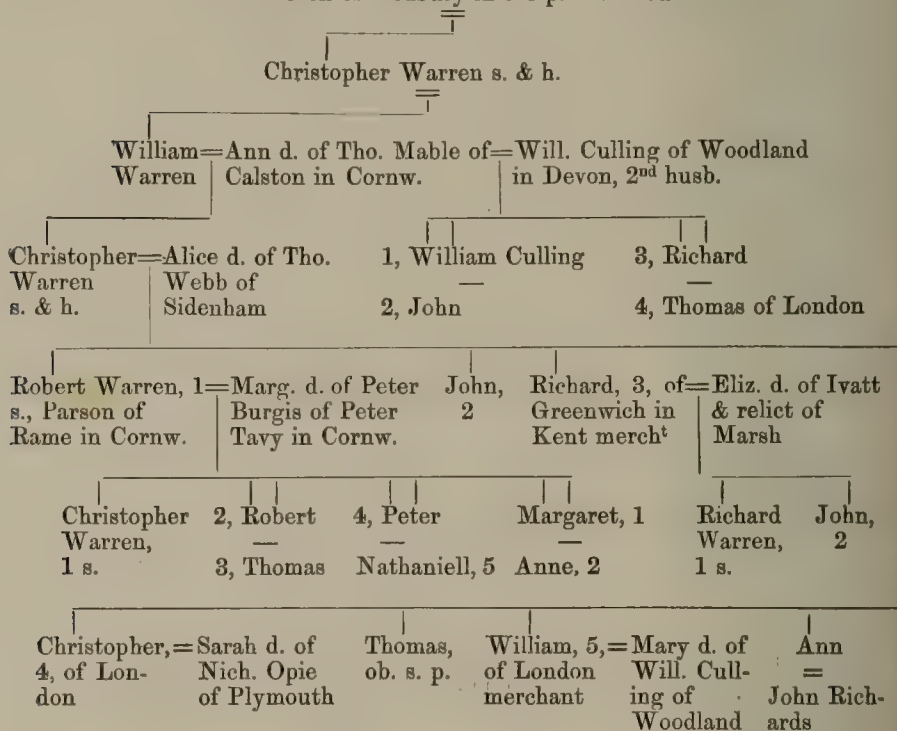 Christopher Warren s. & h.
William=Ann d. of Tho. Mable of=Will. Culling of Woodland
Warren Calston in Cornw. in Devon, 2nd husb.
Christopher=Alice d. of Tho. 1, William Culling 3, Richard
Warren Webb of — —
s. & h. Sidenham 2, John 4, Thomas of London
Robert Warren, 1=Marg. d. of Peter John, Richard, 3, of=Eliz. d. of Ivatt
s., Parson of Burgis of Peter 2 Greenwich in & relict of
Rame in Cornw. Tavy in Cornw. Kent mercht Marsh
Christopher 2, Robert 4, Peter Margaret, 1 Richard John,
Warren, — — — Warren, 2
1 s. 3, Thomas Nathaniell, 5 Anne, 2 1 s.
Christopher,=Sarah d. of Thomas, William, 5,=Mary d. of Ann
4, of Lon- Nich. Opie ob. s. p. of London Will. Cull- =
don of Plymouth merchant ing of John Rich-
Woodland ards